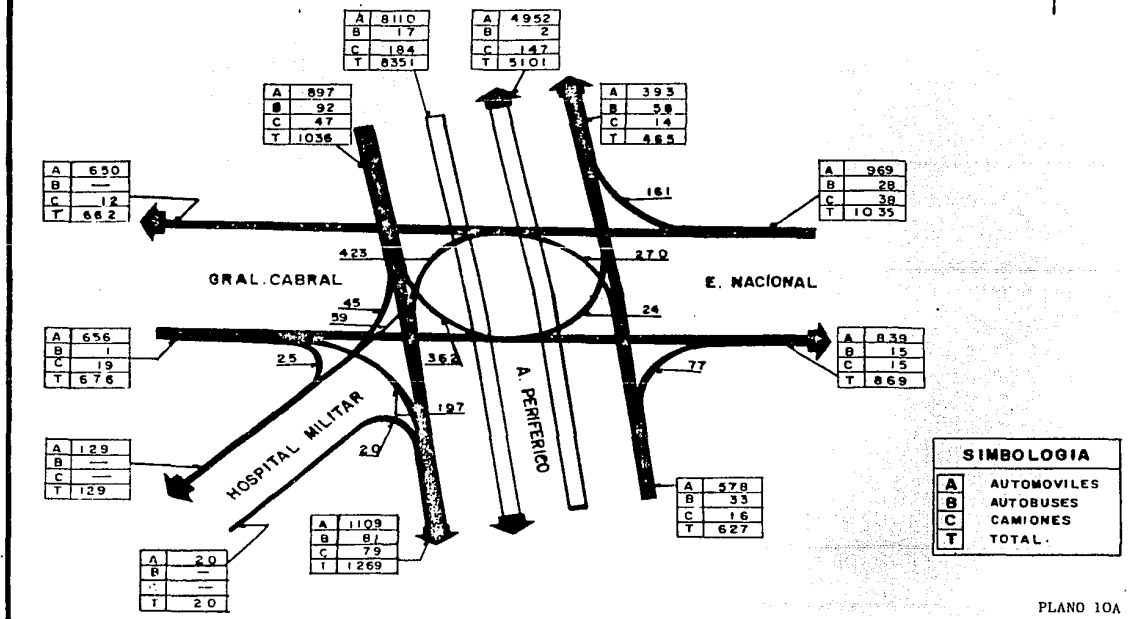 A 8110
B 17
C 184
T 8351
A 4952
B 2
C 147
T 5101
A 897
B 92
C 47
T 1036
A 393
B 58
C 14
T 465
A 650
B —
C 12
T 662
A 969
B 28
C 38
T 1035
161
423
270
GRAL. CABRAL
E. NACIONAL
45
59
24
A 656
B 1
C 19
T 676
25
362
77
A 839
B 15
C 15
T 869
A. PERIFERICO
HOSPITAL MILITAR
197
20
A 129
B —
C —
T 129
A 578
B 33
C 16
T 627
A 1109
B 81
C 79
T 1269
A 20
B —
—
T 20
SIMBOLOGIA
A AUTOMOVILES
B AUTOBUSES
C CAMIONES
T TOTAL.
PLANO 10A